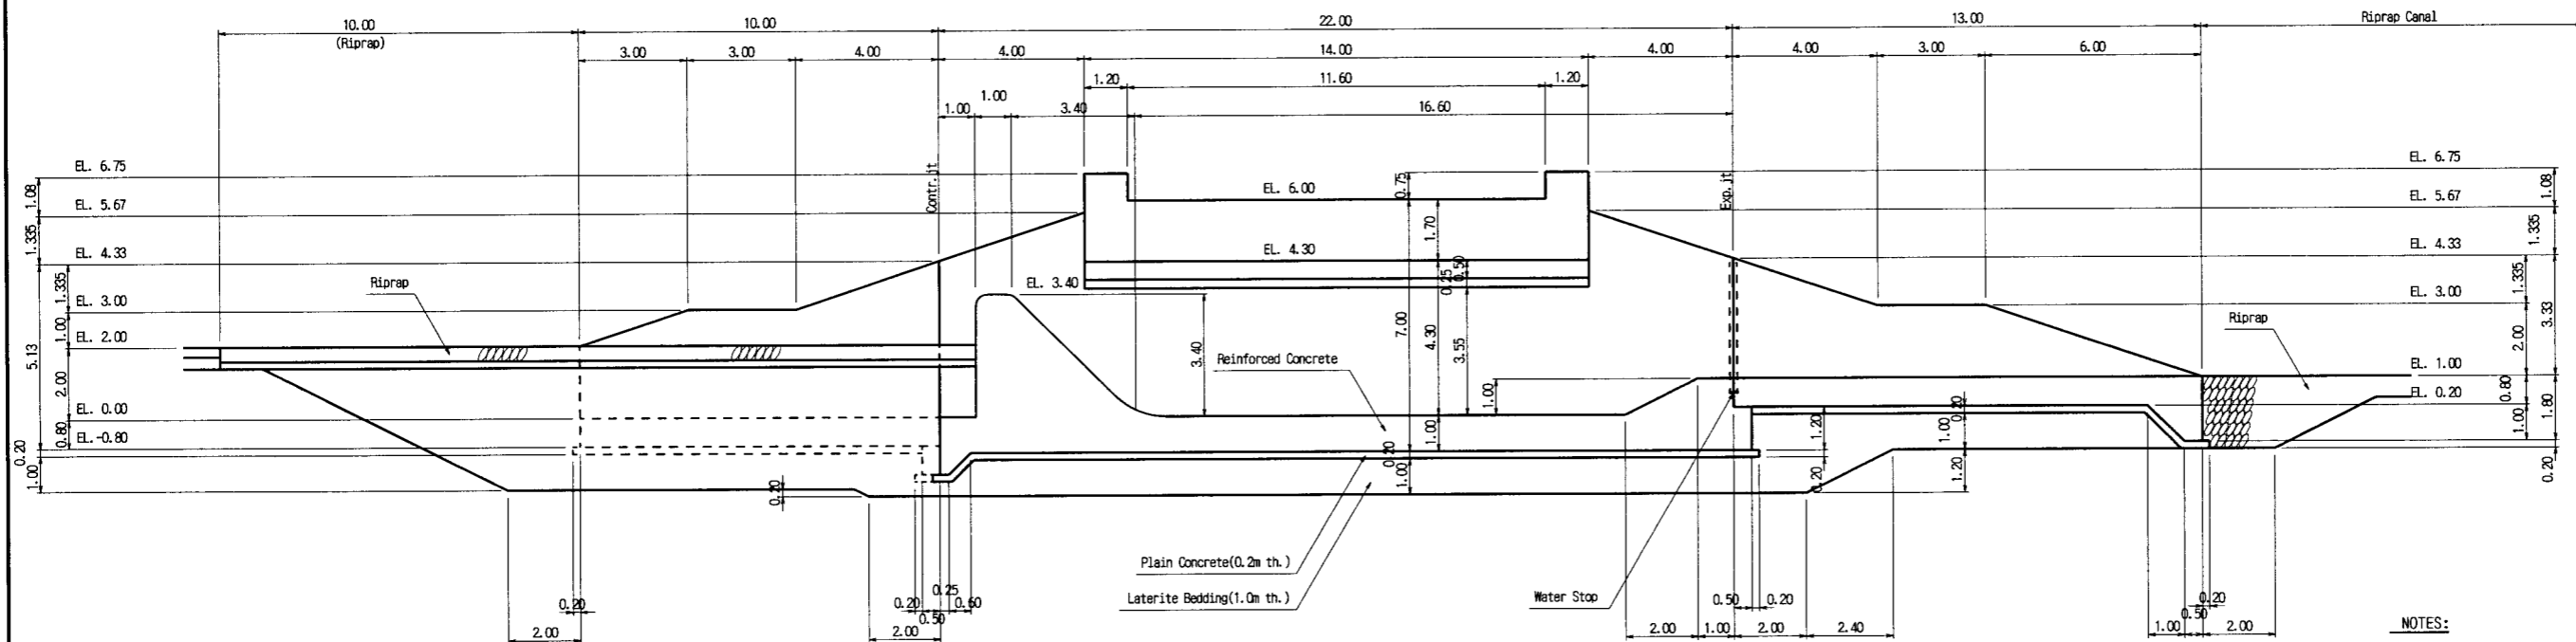 10.00 10.00 22.00 13.00 Riprap Canal
(Riprap)
3.00 3.00 4.00 4.00 14.00 4.00 4.00 3.00 6.00
1.20 11.60 1.20
1.00 1.00 3.40 16.60
EL. 6.75 EL. 6.75
1.08 Contr.jt EL. 6.00 0.75 Exp.jt 1.08
EL. 5.67 EL. 5.67
1.335 1.70 1.335
EL. 4.33 EL. 4.30 EL. 4.33
1.335 Riprap EL. 3.40 0.25 0.50 1.335
EL. 3.00 EL. 3.00
1.00 7.00 4.30 3.55 Riprap 2.00 3.33
EL. 2.00
5.13 3.40 Reinforced Concrete EL. 1.00
2.00 1.00 EL. 0.20 0.80
EL. 0.00 0.20 1.80
0.80 1.00 1.20 1.00 1.00
EL.-0.80
0.20 0.20 0.20 1.20 0.20
1.00 0.20 1.00
Plain Concrete(0.2m th.)
Laterite Bedding(1.0m th.) Water Stop
0.20 0.20 0.25 0.60 0.50 0.20 0.20
0.50 0.50
2.00 2.00 2.00 1.00 2.00 2.40 1.00 2.00
NOTES: